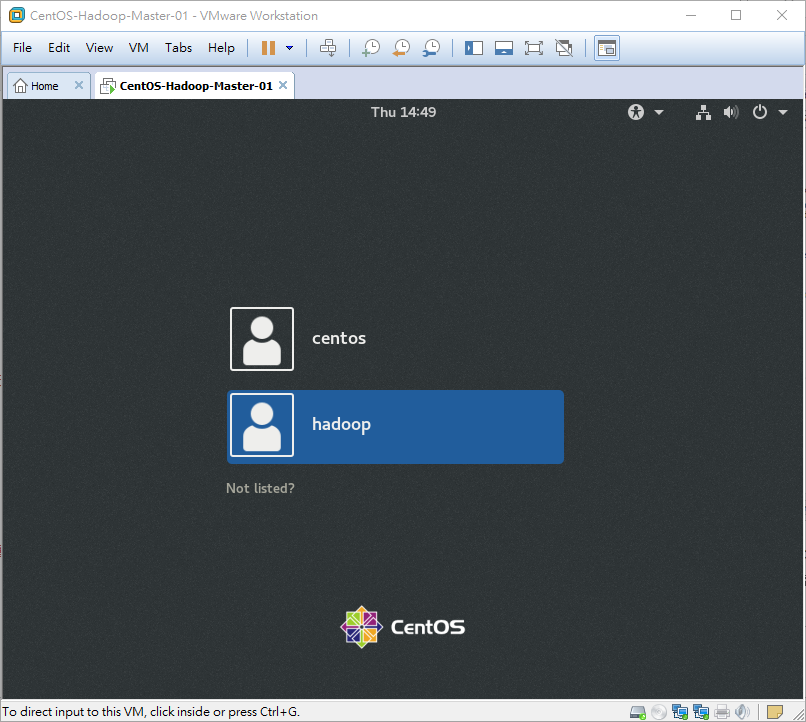 CentOS-Hadoop-Master-01 - VMware Workstation
File Edit View VM Tabs Help
Home CentOS-Hadoop-Master-01
Thu 14:49
centos
hadoop
Not listed?
CentOS
To direct input to this VM, click inside or press Ctrl+G.